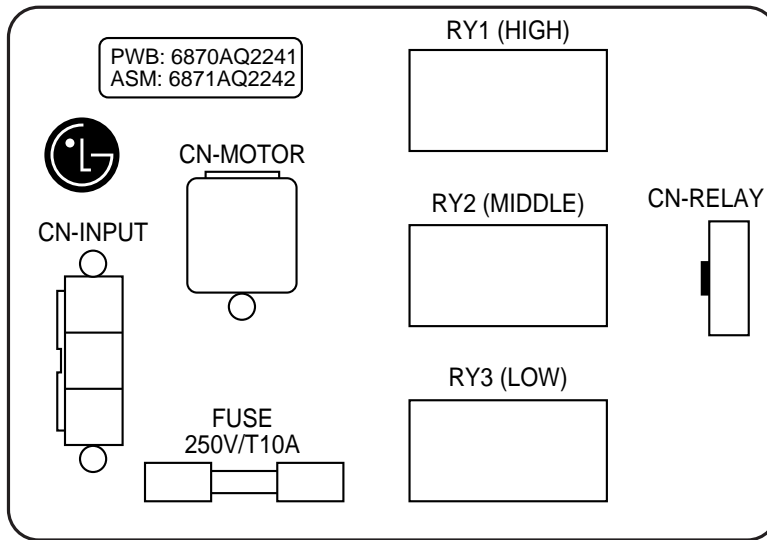 PWB: 6870AQ2241
ASM: 6871AQ2242
RY1 (HIGH)
CN-MOTOR
LG
CN-INPUT
RY2 (MIDDLE)
CN-RELAY
FUSE
250V/T10A
RY3 (LOW)